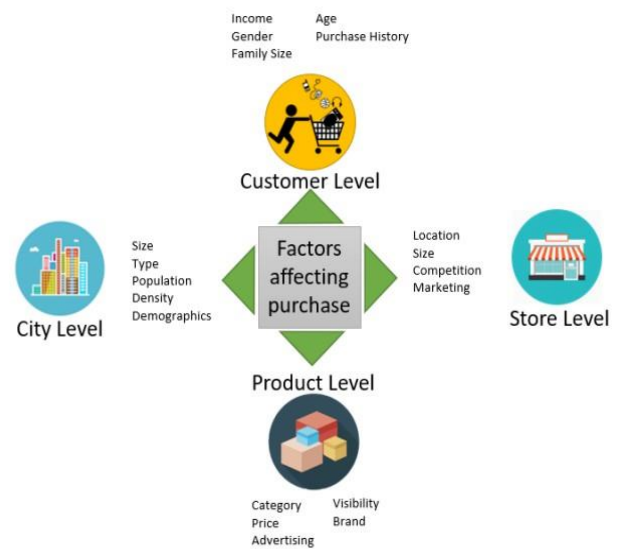 Income
Gender
Family Size
Age
Purchase History
Customer Level
Size
Type
Population
Density
Demographics
City Level
Factors
affecting
purchase
Location
Size
Competition
Marketing
Store Level
Product Level
Category
Price
Advertising
Visibility
Brand